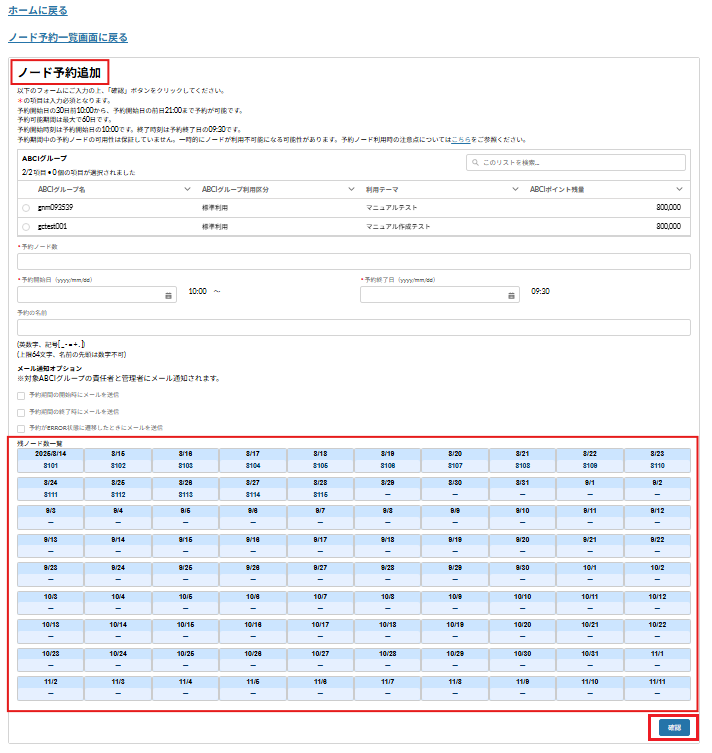 ホームに戻る
ノード予約一覧画面に戻る
ノード予約追加
以下のフォームにご入力の上、「確認」ボタンをクリックしてください。
＊の項目は入力必須となります。
予約開始日の30日前10:00から、予約開始日の前日21:00まで予約が可能です。
予約可能期間は最大で60日です。
予約開始時刻は予約開始日の10:00です。終了時刻は予約終了日の09:30です。
予約期間中の予約ノードの可用性は保証していません。一時的にノードが利用不可能になる可能性があります。予約ノード利用時の注意点についてはこちらをご参照ください。
ABCIグループ
このリストを検索...
2/2 項目 • 0 個の項目が選択されました
ABCIグループ名 ABCIグループ利用区分 利用テーマ ABCIポイント残量
gnm093539 標準利用 マニュアルテスト 800,000
gctest001 標準利用 マニュアル作成テスト 800,000
*予約ノード数
*予約開始日（yyyy/mm/dd） *予約終了日（yyyy/mm/dd）
10:00 ～ 09:30
予約の名前
(英数字、記号[_-=+.])
(上限64文字、名前の先頭は数字不可)
メール通知オプション
※対象ABCIグループの責任者と管理者にメール通知されます。
予約期間の開始時にメールを送信
予約期間の終了時にメールを送信
予約がERROR状態に遷移したときにメールを送信
残ノード数一覧
2025/8/14 8/15 8/16 8/17 8/18 8/19 8/20 8/21 8/22 8/23
8101 8102 8103 8104 8105 8106 8107 8108 8109 8110
8/24 8/25 8/26 8/27 8/28 8/29 8/30 8/31 9/1 9/2
8111 8112 8113 8114 8115 — — — — —
9/3 9/4 9/5 9/6 9/7 9/8 9/9 9/10 9/11 9/12
— — — — — — — — — —
9/13 9/14 9/15 9/16 9/17 9/18 9/19 9/20 9/21 9/22
— — — — — — — — — —
9/23 9/24 9/25 9/26 9/27 9/28 9/29 9/30 10/1 10/2
— — — — — — — — — —
10/3 10/4 10/5 10/6 10/7 10/8 10/9 10/10 10/11 10/12
— — — — — — — — — —
10/13 10/14 10/15 10/16 10/17 10/18 10/19 10/20 10/21 10/22
— — — — — — — — — —
10/23 10/24 10/25 10/26 10/27 10/28 10/29 10/30 10/31 11/1
— — — — — — — — — —
11/2 11/3 11/4 11/5 11/6 11/7 11/8 11/9 11/10 11/11
— — — — — — — — — —
確認